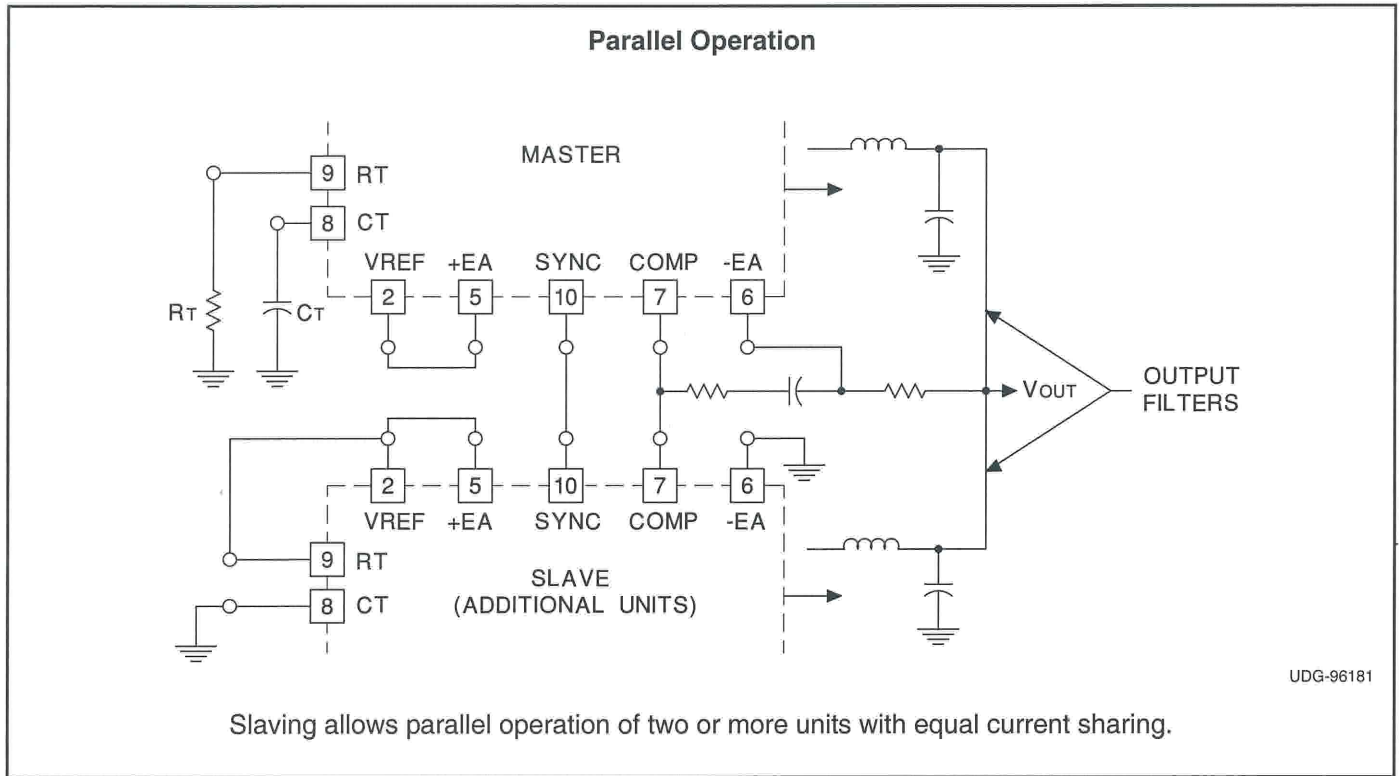 Parallel Operation
MASTER
9 RT
8 CT
VREF +EA SYNC COMP -EA
2 5 10 7 6
RT
CT
VOUT
OUTPUT
FILTERS
2 5 10 7 6
VREF +EA SYNC COMP -EA
9 RT
8 CT
SLAVE
(ADDITIONAL UNITS)
UDG-96181
Slaving allows parallel operation of two or more units with equal current sharing.